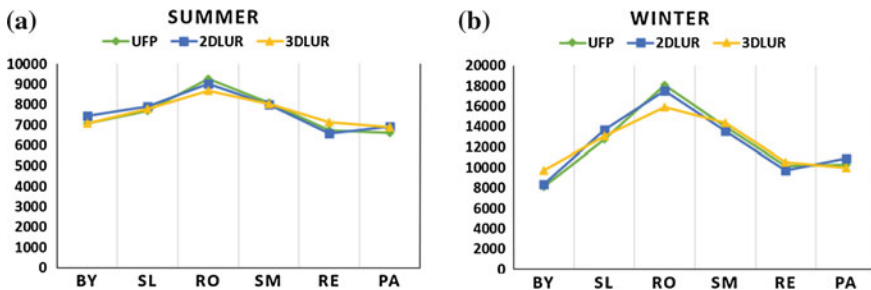 (a)
SUMMER
UFP 2DLUR 3DLUR
10000
9000
8000
7000
6000
5000
4000
3000
2000
1000
0
BY SL RO SM RE PA
(b)
WINTER
UFP 2DLUR 3DLUR
20000
18000
16000
14000
12000
10000
8000
6000
4000
2000
0
BY SL RO SM RE PA